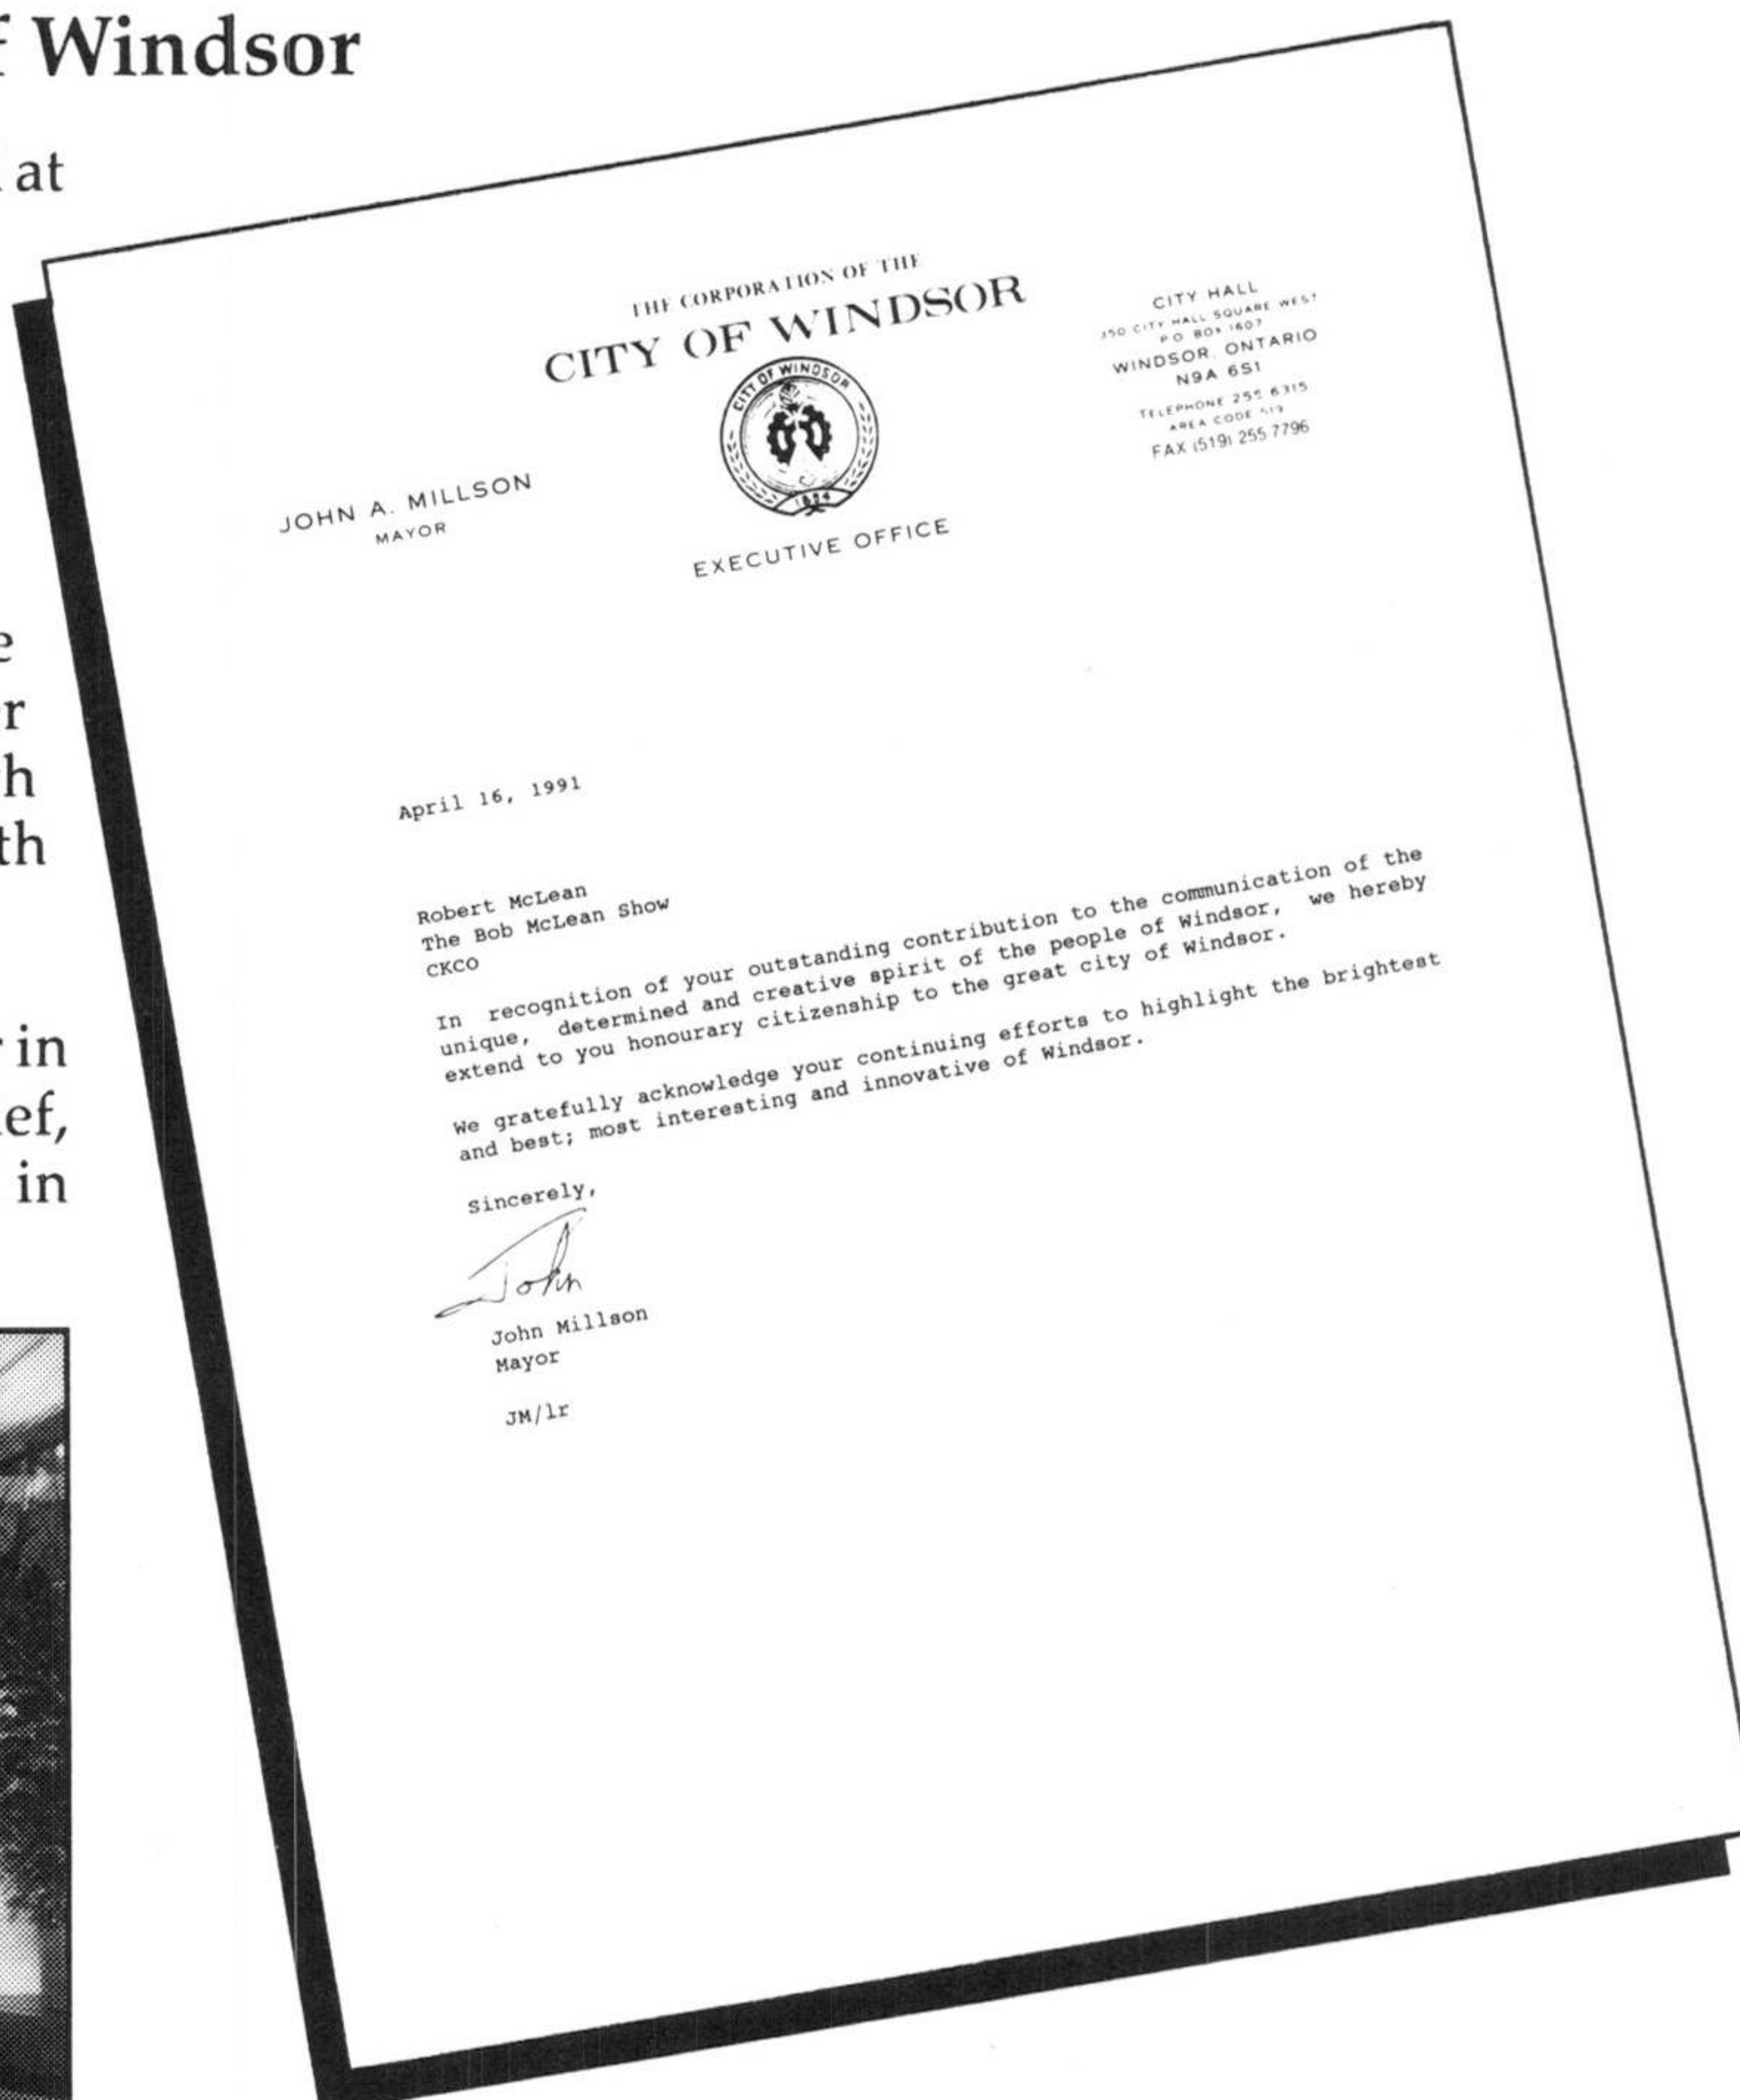 f Windsor
at
e
r
h
th
in
ef,
in
THE CORPORATION OF THE
CITY OF WINDSOR
CITY OF WINDSOR
JOHN A. MILLSON
MAYOR
EXECUTIVE OFFICE
CITY HALL
350 CITY HALL SQUARE WEST
P O BOX 1607
WINDSOR, ONTARIO
N9A 6S1
TELEPHONE 255 6315
AREA CODE 519
FAX (519) 255 7796
April 16, 1991
Robert McLean
The Bob McLean Show
CKCO
In recognition of your outstanding contribution to the communication of the
unique, determined and creative spirit of the people of Windsor, we hereby
extend to you honourary citizenship to the great city of Windsor.
We gratefully acknowledge your continuing efforts to highlight the brightest
and best; most interesting and innovative of Windsor.
Sincerely,
John
John Millson
Mayor
JM/lr